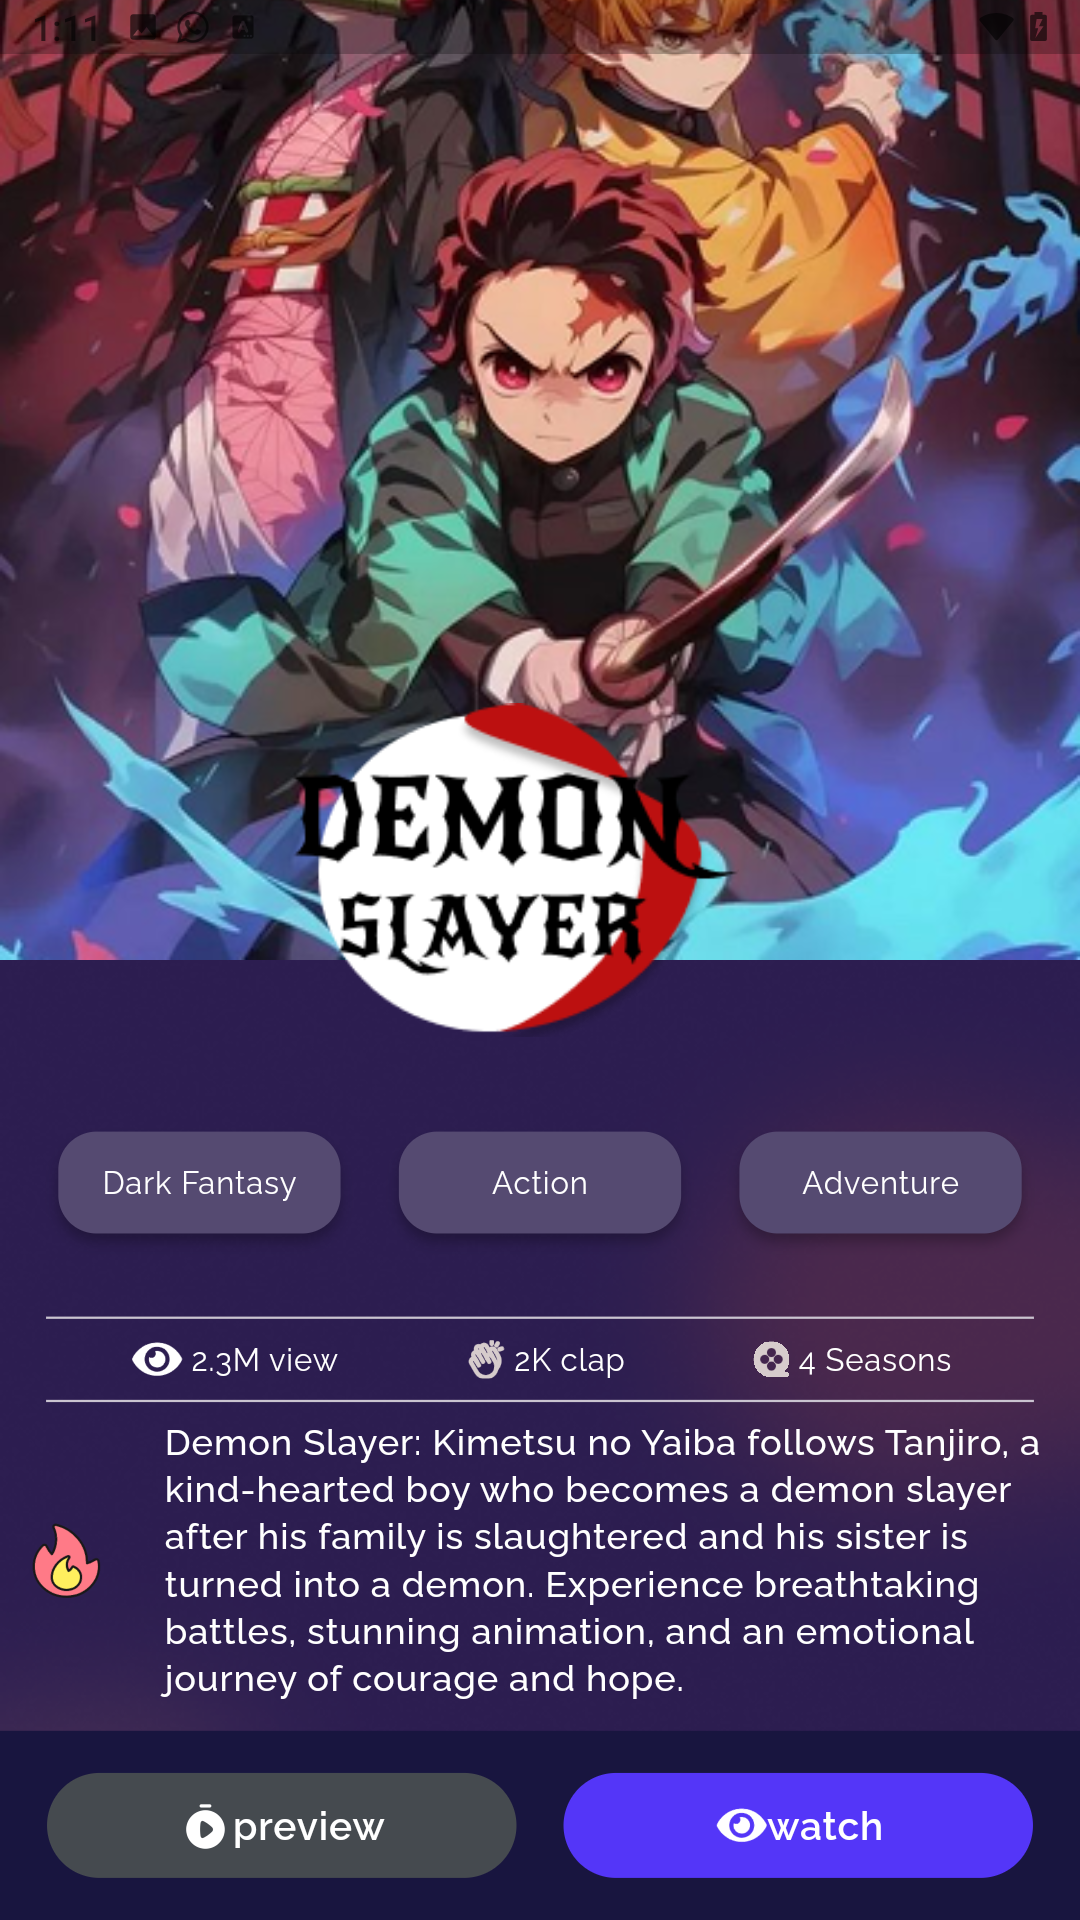 1:11
DEMON
SLAYER
Dark Fantasy
Action
Adventure
2.3M view
2K clap
4 Seasons
Demon Slayer: Kimetsu no Yaiba follows Tanjiro, a
kind-hearted boy who becomes a demon slayer
after his family is slaughtered and his sister is
turned into a demon. Experience breathtaking
battles, stunning animation, and an emotional
journey of courage and hope.
preview
watch